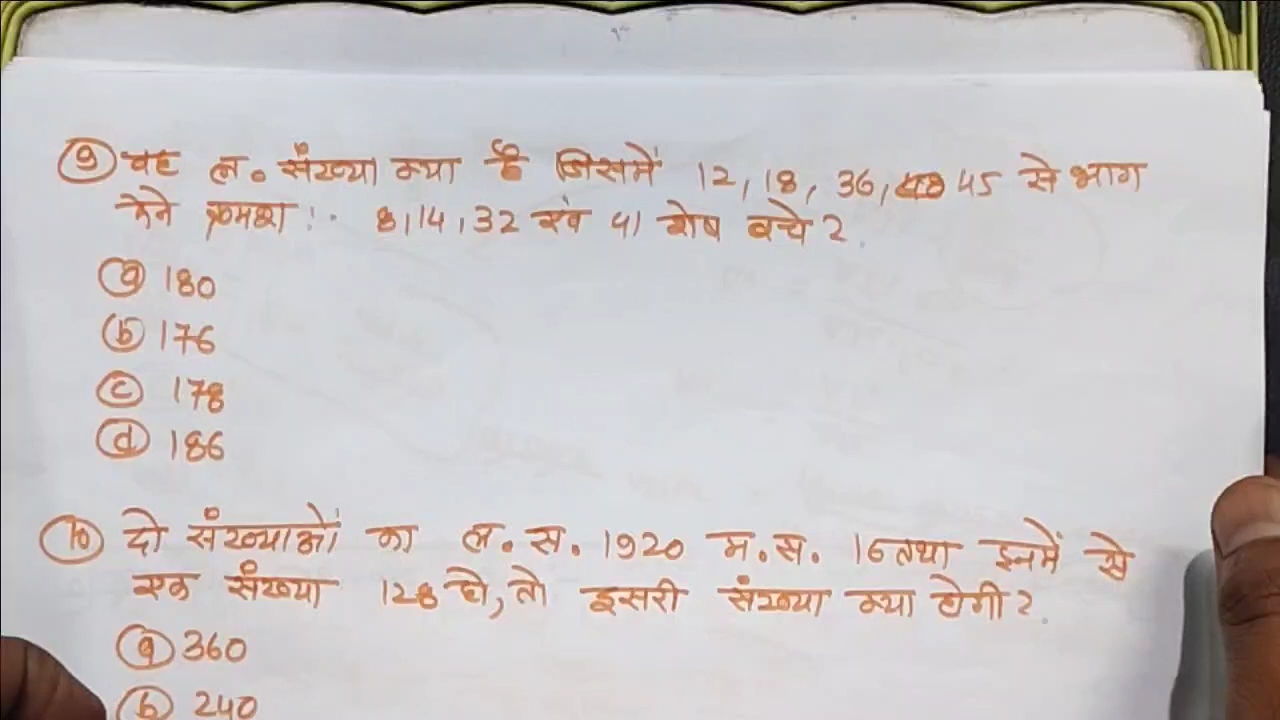 9 वह ल. संख्या क्या है जिसमें 12, 18, 36, 45 से भाग
देने क्रमशः 8, 14, 32 एवं 41 शेष बचे?
a 180
b 176
c 178
d 186
10 दो संख्याओं का ल. स. 1920 म. स. 16 तथा इनमें से
एक संख्या 128 हो, तो दूसरी संख्या क्या होगी?
a 360
b 240